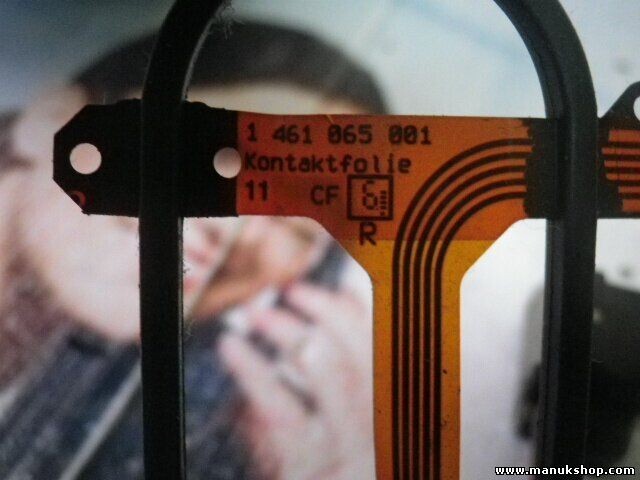 1 461 065 001
Kontaktfolie
11 CF 6
R
www.manukshop.com